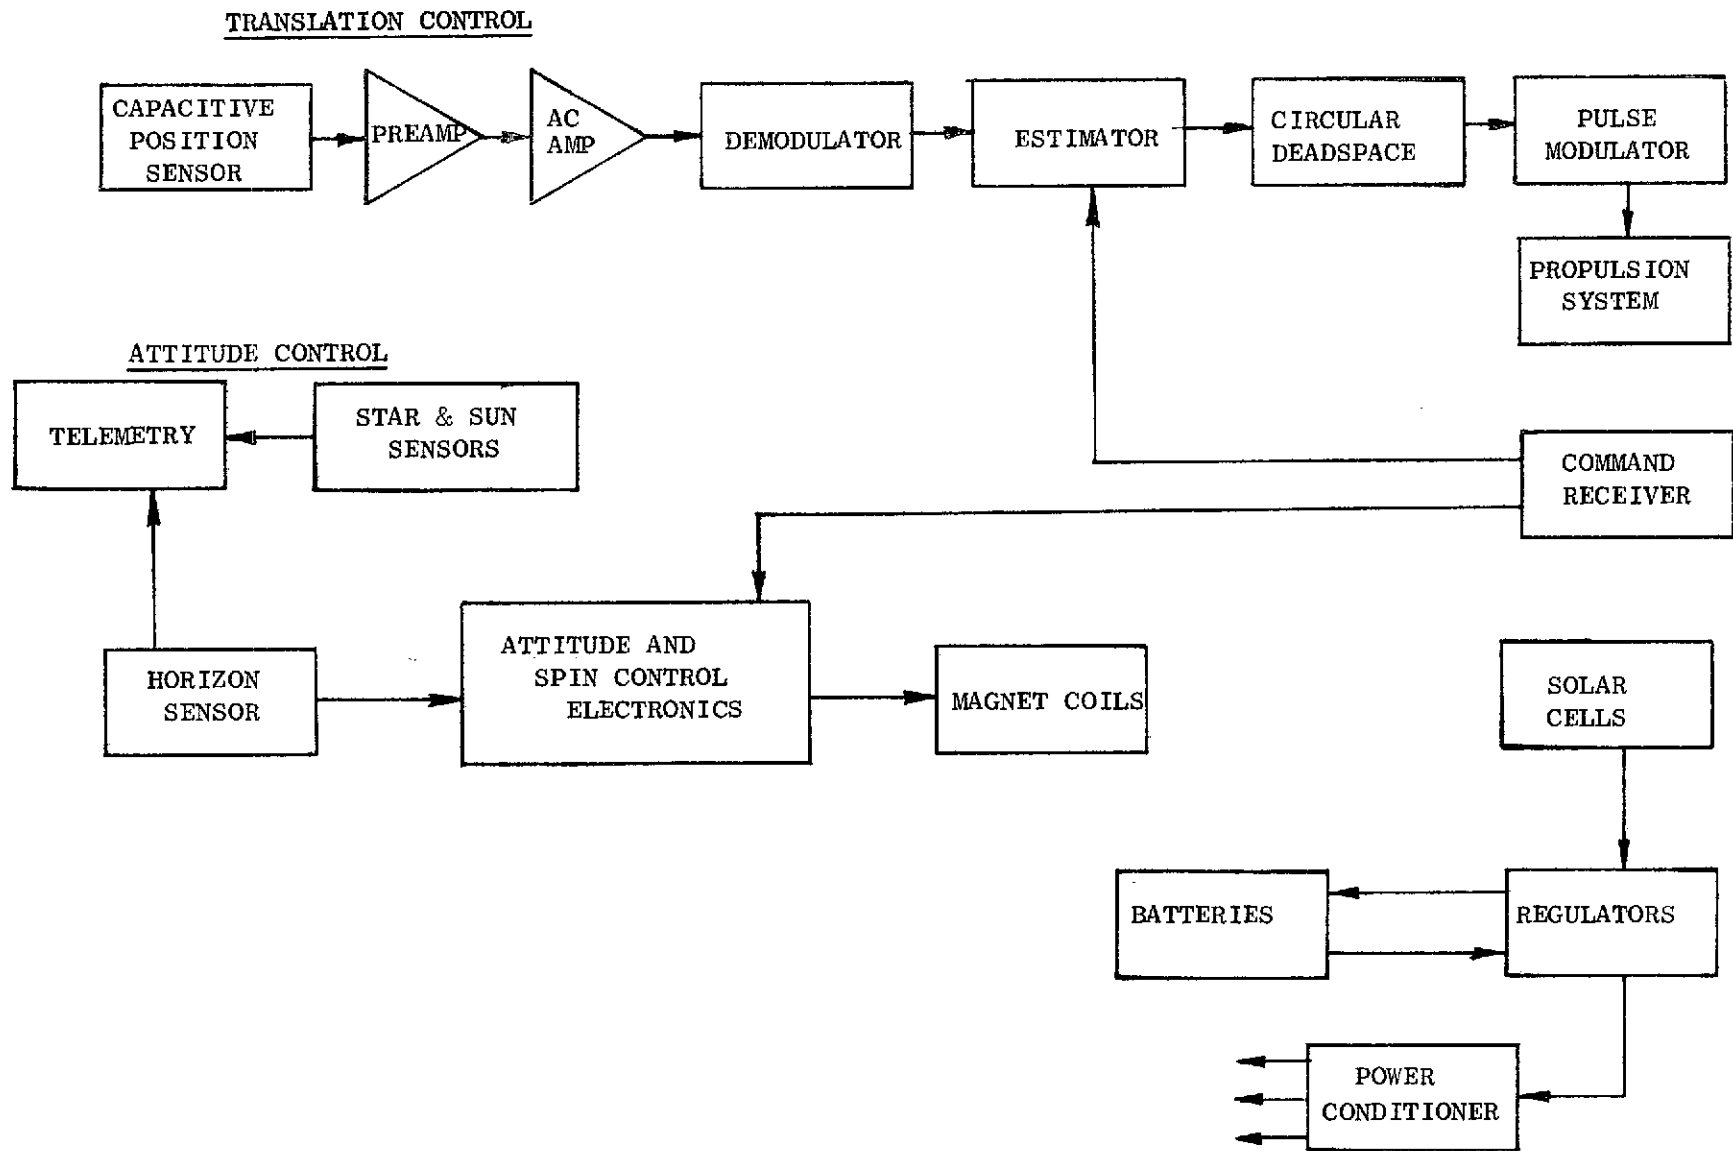 TRANSLATION CONTROL
CAPACITIVE
POSITION
SENSOR
PREAMP
AC
AMP
DEMODULATOR
ESTIMATOR
CIRCULAR
DEADSPACE
PULSE
MODULATOR
PROPULSION
SYSTEM
ATTITUDE CONTROL
TELEMETRY
STAR & SUN
SENSORS
COMMAND
RECEIVER
HORIZON
SENSOR
ATTITUDE AND
SPIN CONTROL
ELECTRONICS
MAGNET COILS
SOLAR
CELLS
BATTERIES
REGULATORS
POWER
CONDITIONER